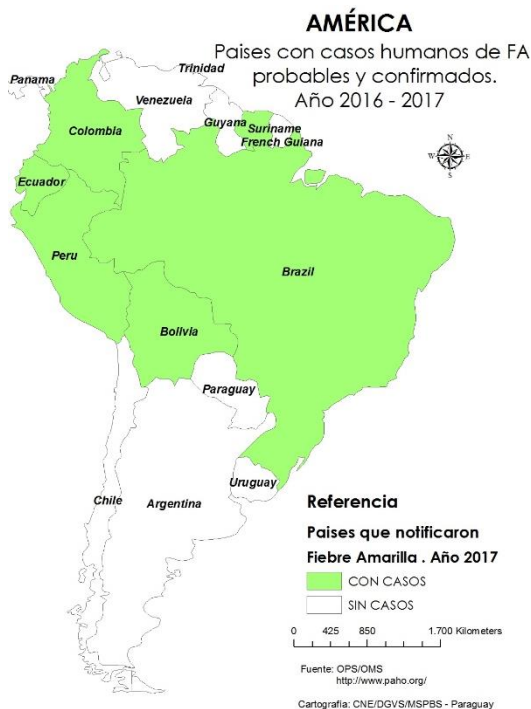 AMÉRICA
Paises con casos humanos de FA
probables y confirmados.
Año 2016 - 2017
Panama
Trinidad
Venezuela
Guyana
Suriname
French Guiana
Colombia
Ecuador
N
W E
S
Peru
Brazil
Bolivia
Paraguay
Uruguay
Chile
Argentina
Referencia
Paises que notificaron
Fiebre Amarilla . Año 2017
CON CASOS
SIN CASOS
0 425 850 1.700 Kilometers
Fuente: OPS/OMS
http://www.paho.org/
Cartografia: CNE/DGVS/MSPBS - Paraguay